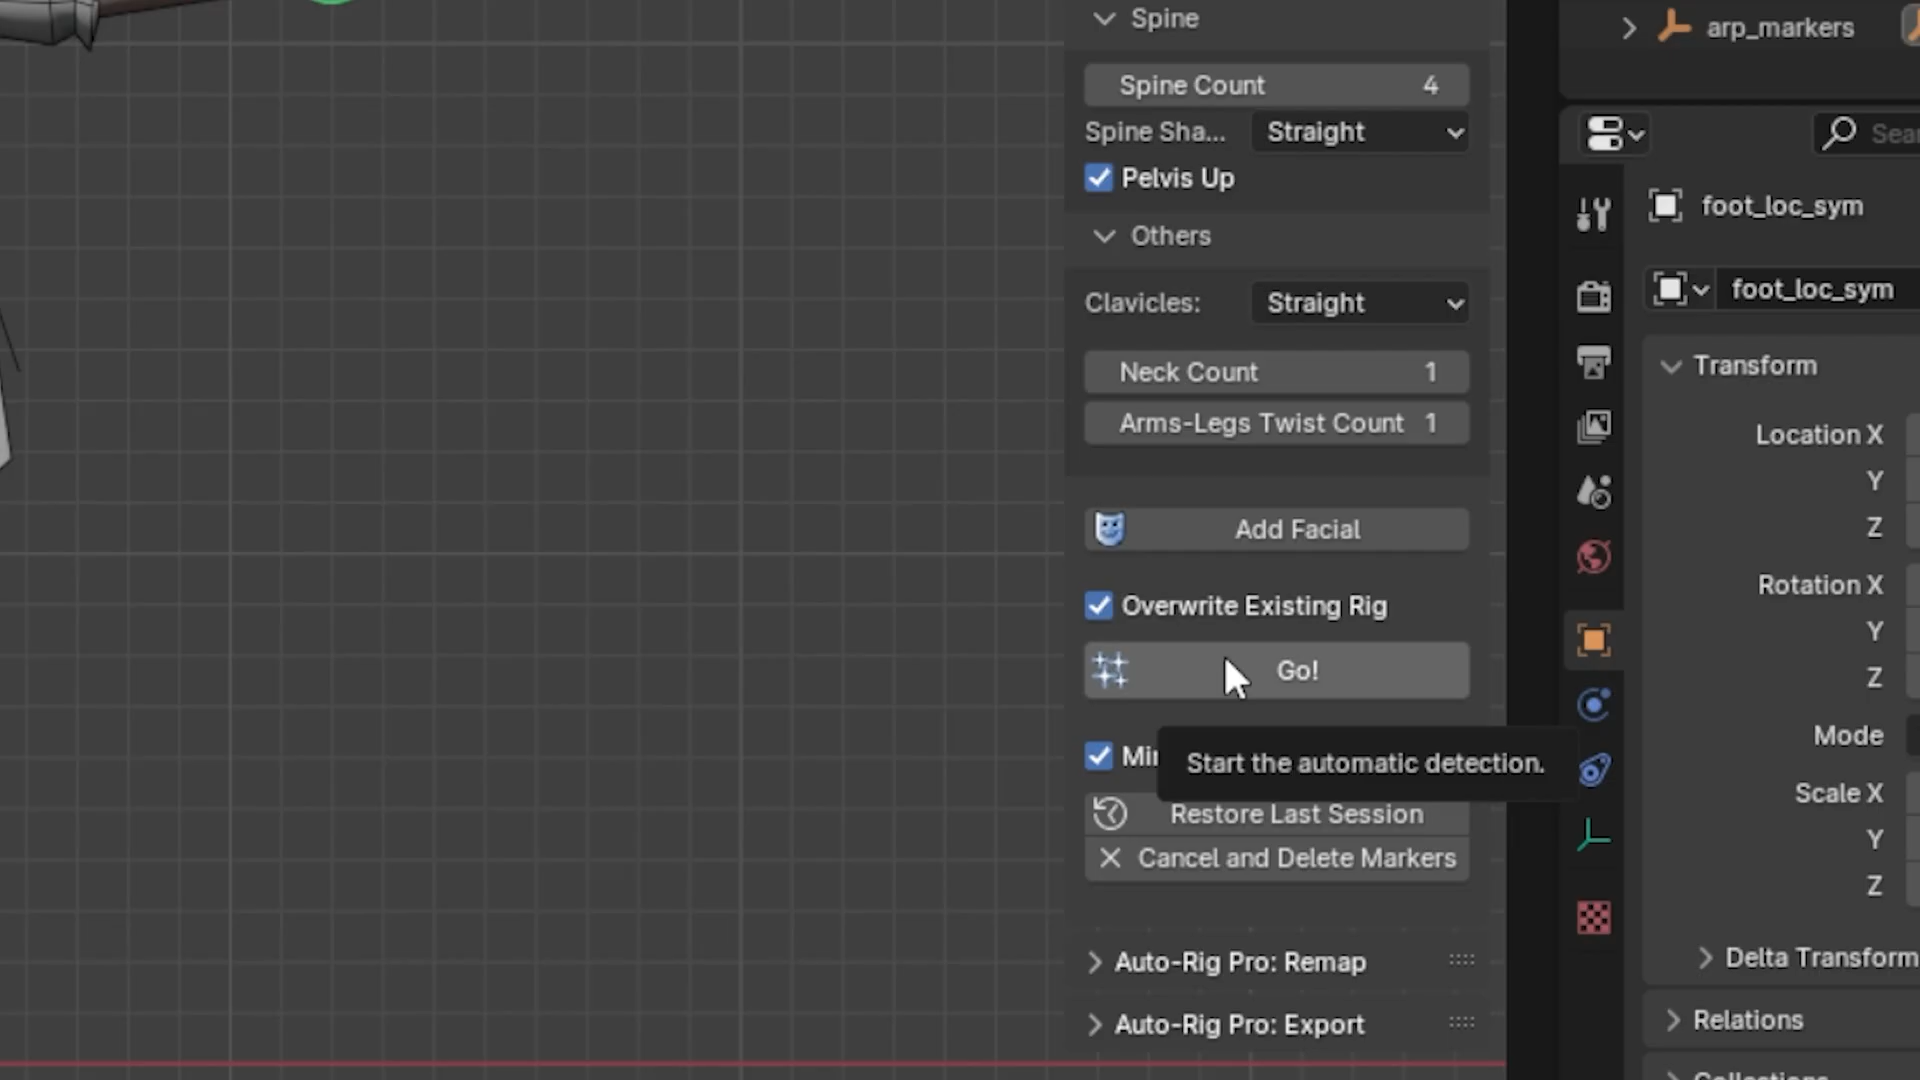 Spine
Spine Count 4
Spine Sha... Straight
Pelvis Up
Others
Clavicles: Straight
Neck Count 1
Arms-Legs Twist Count 1
Add Facial
Overwrite Existing Rig
Go!
Start the automatic detection.
Restore Last Session
Cancel and Delete Markers
Auto-Rig Pro: Remap
Auto-Rig Pro: Export
arp_markers
foot_loc_sym
foot_loc_sym
Transform
Location X
Y
Z
Rotation X
Y
Z
Mode
Scale X
Y
Z
Delta Transform
Relations